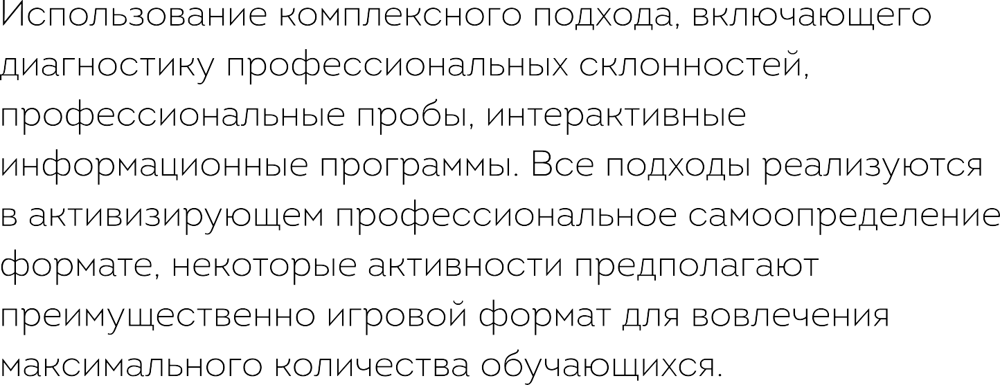 Использование комплексного подхода, включающего
диагностику профессиональных склонностей,
профессиональные пробы, интерактивные
информационные программы. Все подходы реализуются
в активизирующем профессиональное самоопределение
формате, некоторые активности предполагают
преимущественно игровой формат для вовлечения
максимального количества обучающихся.